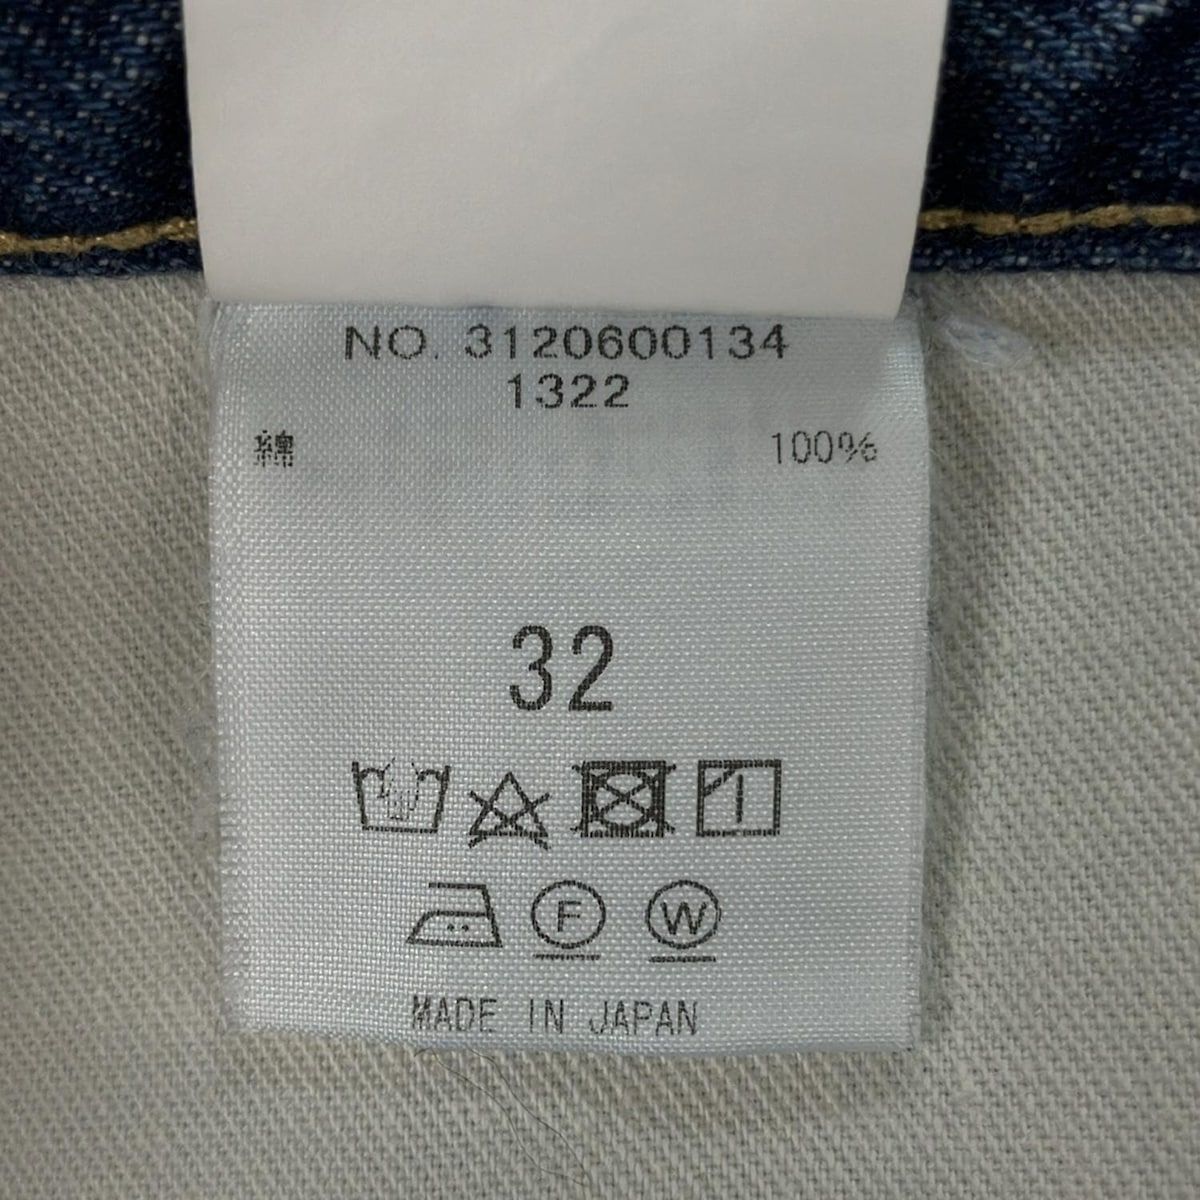 NO. 3120600134
1322
綿 100%
32
F W
MADE IN JAPAN